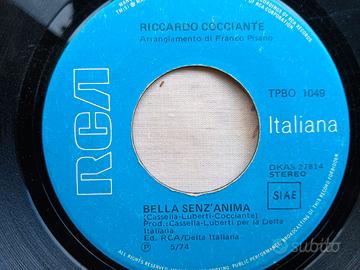 RICCARDO COCCIANTE
Arrangiamento di Franco Pisano
TPBO 1049
RCA
Italiana
DKAS 27814
STEREO
SIAE
BELLA SENZ'ANIMA
(Cassella-Luberti-Cocciante)
Prod.:Cassella-Luberti per la Delta
Italiana.
Ed. RCA/Delta Italiana
Ⓟ 5/74
subito